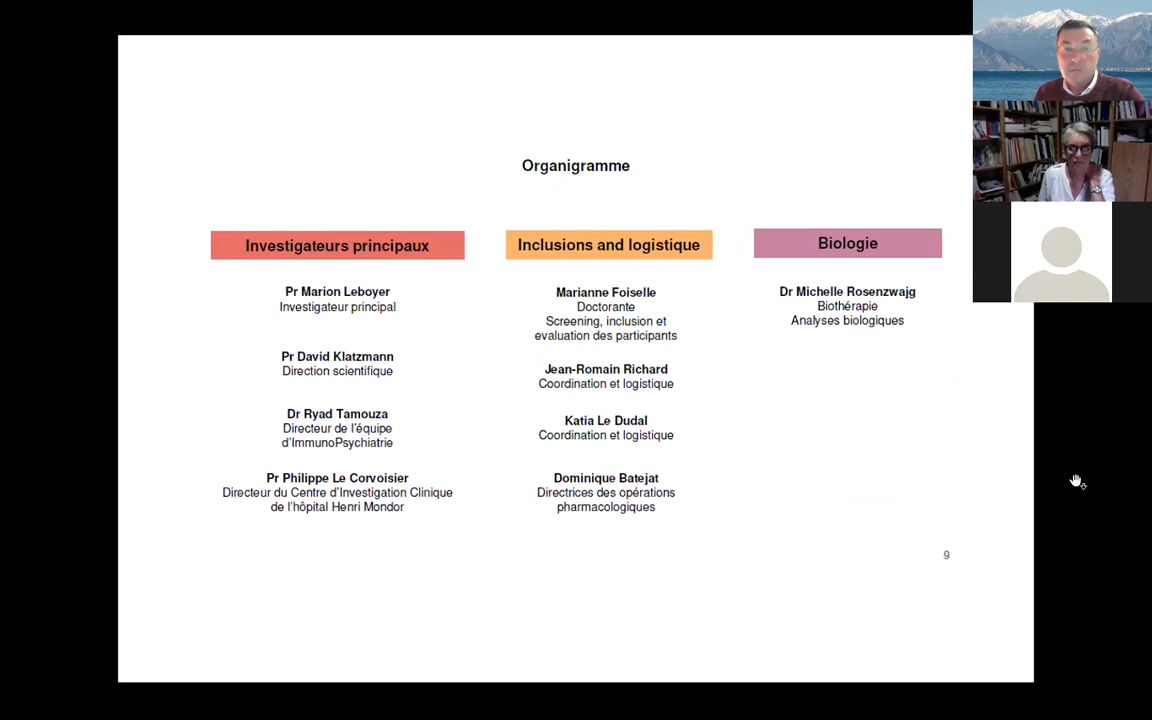 Organigramme
Investigateurs principaux
Pr Marion Leboyer
Investigateur principal
Pr David Klatzmann
Direction scientifique
Dr Ryad Tamouza
Directeur de l'équipe
d'ImmunoPsychiatrie
Pr Philippe Le Corvoisier
Directeur du Centre d'Investigation Clinique
de l'hôpital Henri Mondor
Inclusions and logistique
Marianne Foiselle
Doctorante
Screening, inclusion et
evaluation des participants
Jean-Romain Richard
Coordination et logistique
Katia Le Dudal
Coordination et logistique
Dominique Batejat
Directrices des opérations
pharmacologiques
Biologie
Dr Michelle Rosenzwajg
Biothérapie
Analyses biologiques
9